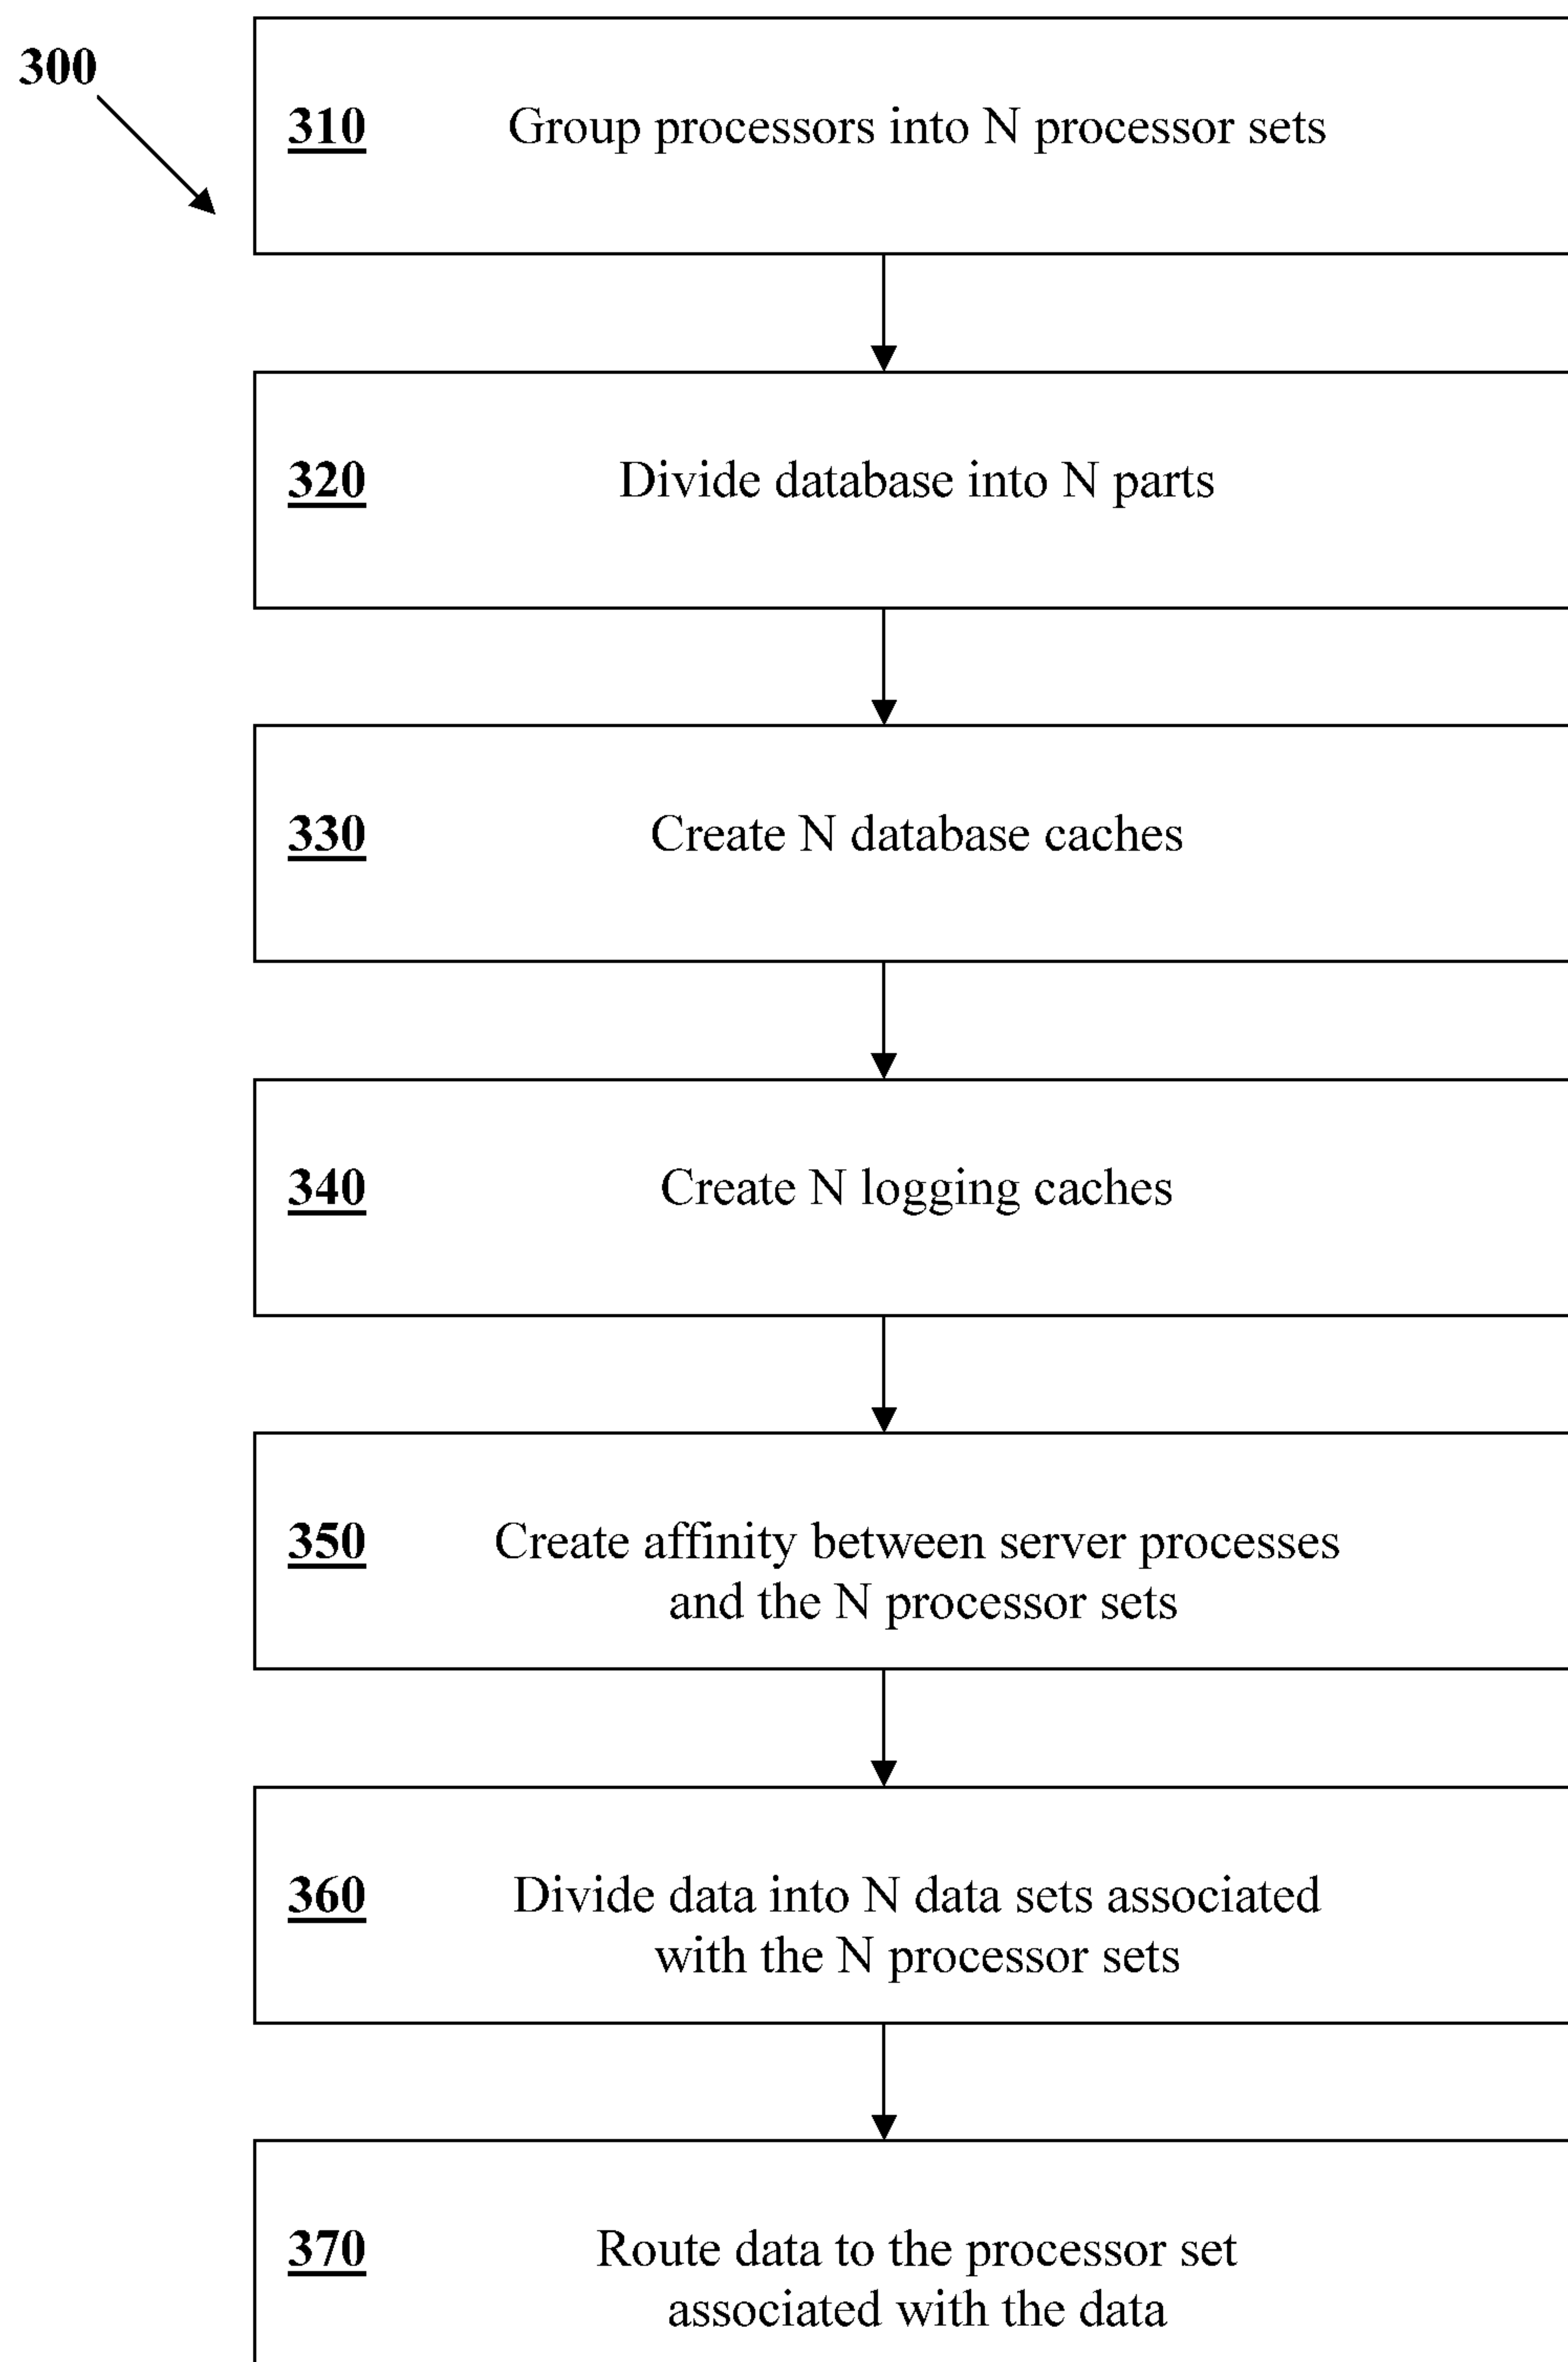 300
310 Group processors into N processor sets
320 Divide database into N parts
330 Create N database caches
340 Create N logging caches
350 Create affinity between server processes
and the N processor sets
360 Divide data into N data sets associated
with the N processor sets
370 Route data to the processor set
associated with the data